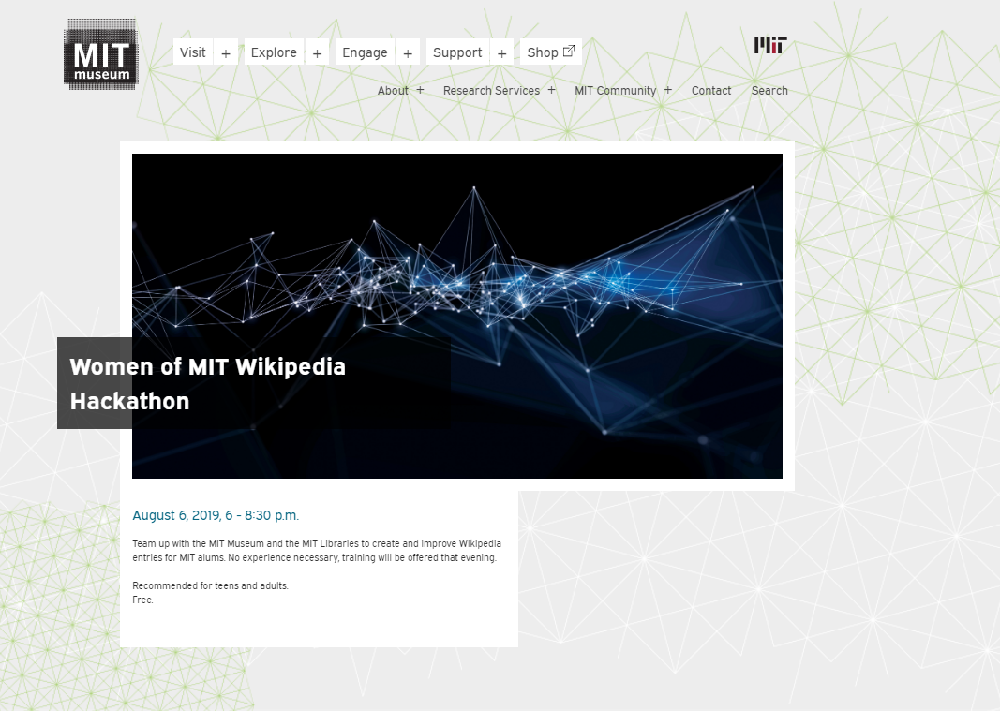 MIT
museum
Visit +
Explore +
Engage +
Support +
Shop
MIT
About +
Research Services +
MIT Community +
Contact
Search
Women of MIT Wikipedia
Hackathon
August 6, 2019, 6 - 8:30 p.m.
Team up with the MIT Museum and the MIT Libraries to create and improve Wikipedia
entries for MIT alums. No experience necessary, training will be offered that evening.
Recommended for teens and adults.
Free.